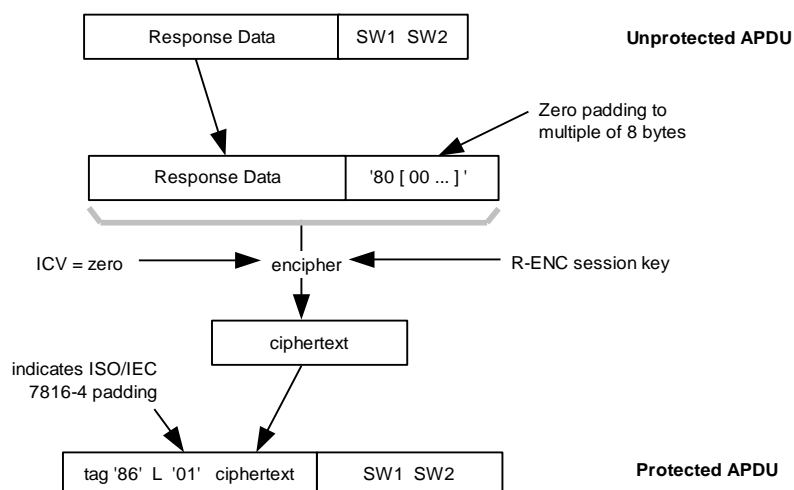 Response Data SW1 SW2 Unprotected APDU
Zero padding to
multiple of 8 bytes
Response Data '80 [ 00 ... ] '
ICV = zero encipher R-ENC session key
ciphertext
indicates ISO/IEC
7816-4 padding
tag '86' L '01' ciphertext SW1 SW2 Protected APDU